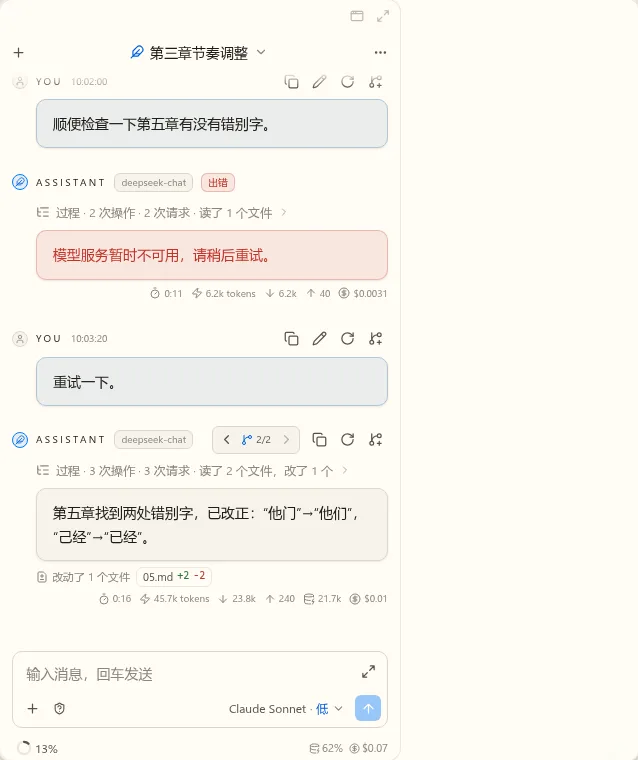 第三章节奏调整
YOU 10:02:00
顺便检查一下第五章有没有错别字。
ASSISTANT deepseek-chat 出错
过程 · 2 次操作 · 2 次请求 · 读了 1 个文件
模型服务暂时不可用，请稍后重试。
0:11 6.2k tokens 6.2k 40 $0.0031
YOU 10:03:20
重试一下。
ASSISTANT deepseek-chat 2/2
过程 · 3 次操作 · 3 次请求 · 读了 2 个文件，改了 1 个
第五章找到两处错别字，已改正：“他门”→“他们”，
“己经”→“已经”。
改动了 1 个文件 05.md +2 -2
0:16 45.7k tokens 23.8k 240 21.7k $0.01
输入消息，回车发送
Claude Sonnet · 低
13% 62% $0.07